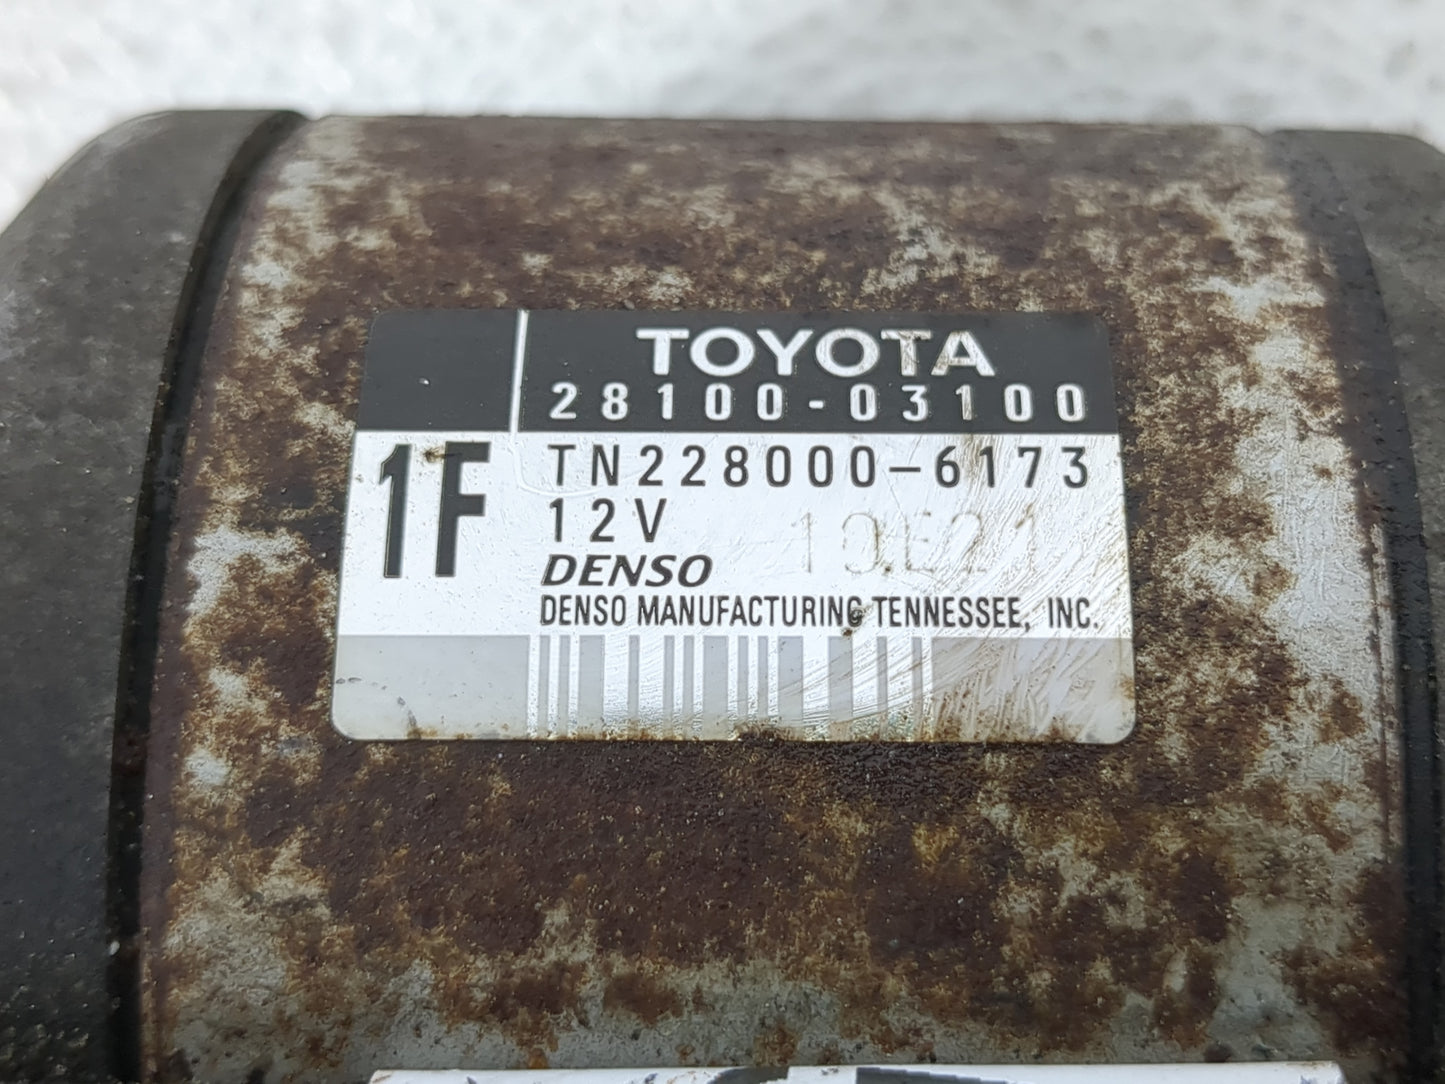 TOYOTA
28100-03100
1F
TN228000-6173
12V
DENSO
DENSO MANUFACTURING TENNESSEE, INC.